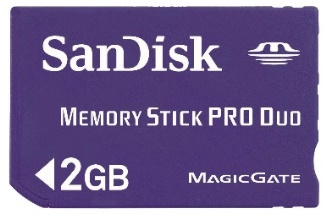 SanDisk
MEMORY STICK PRO DUO
2GB
MAGICGATE